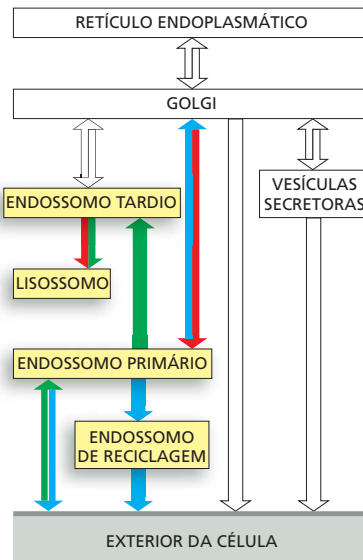 RETÍCULO ENDOPLASMÁTICO
GOLGI
ENDOSSOMO TARDIO
VESÍCULAS
SECRETORAS
LISOSSOMO
ENDOSSOMO PRIMÁRIO
ENDOSSOMO
DE RECICLAGEM
EXTERIOR DA CÉLULA